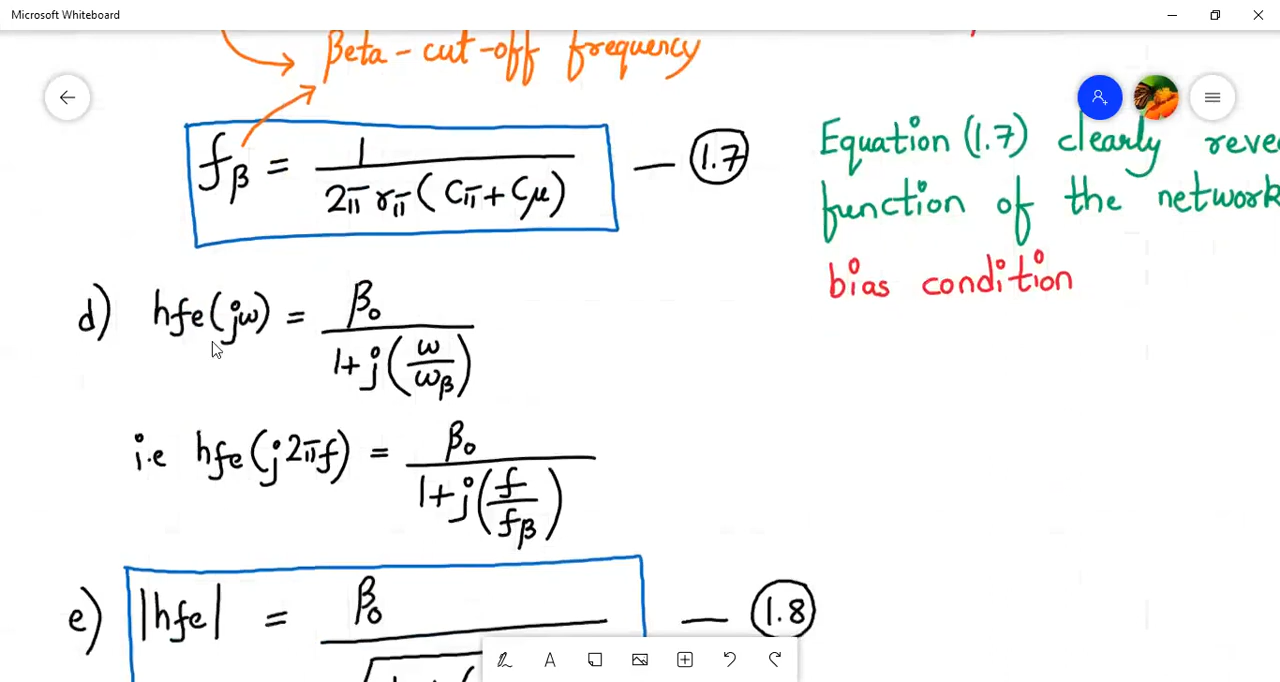 Microsoft Whiteboard
Beta-cut-off frequency
fβ = 1 / 2π rπ (Cπ + Cμ) — (1.7)
Equation (1.7) clearly reve
function of the network
bias condition
d) hfe(jω) = β₀ / 1+j(ω/ωβ)
i.e hfe(j2πf) = β₀ / 1+j(f/fβ)
e) |hfe| = β₀ — (1.8)